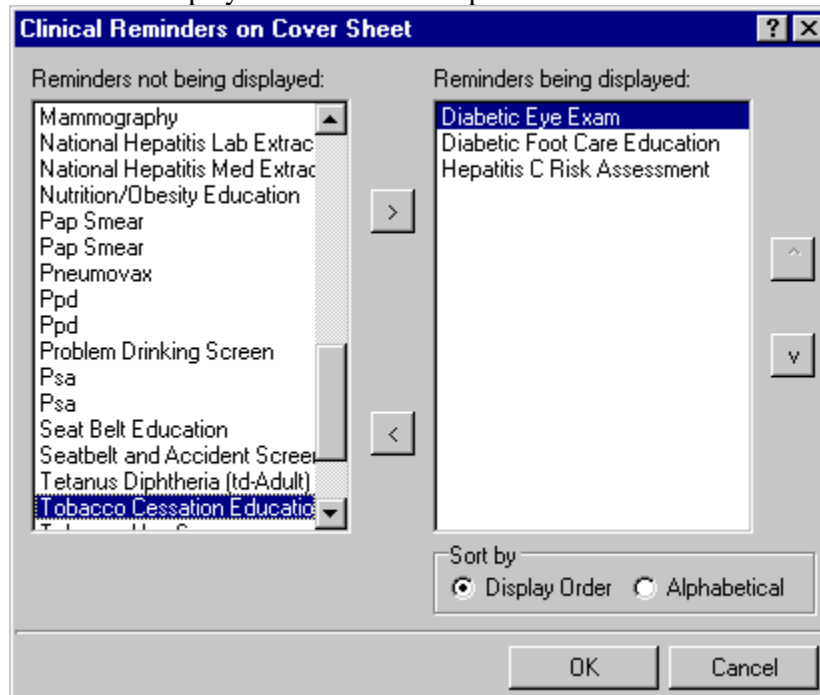 Clinical Reminders on Cover Sheet
Reminders not being displayed:
Mammography
National Hepatitis Lab Extrac
National Hepatitis Med Extrac
Nutrition/Obesity Education
Pap Smear
Pap Smear
Pneumovax
Ppd
Ppd
Problem Drinking Screen
Psa
Psa
Seat Belt Education
Seatbelt and Accident Screen
Tetanus Diphtheria (td-Adult)
Tobacco Cessation Educatio
>
<
Reminders being displayed:
Diabetic Eye Exam
Diabetic Foot Care Education
Hepatitis C Risk Assessment
^
v
Sort by
Display Order Alphabetical
OK Cancel